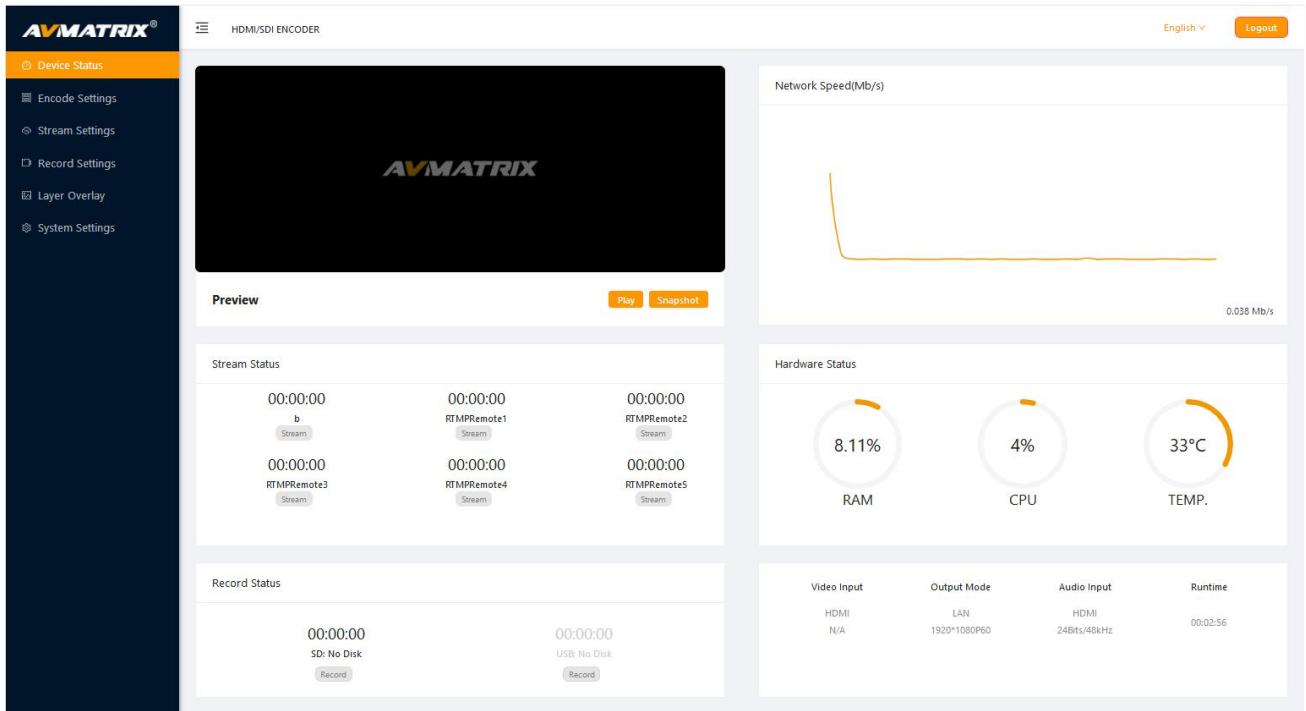 AVMATRIX®
HDMI/SDI ENCODER
English
Logout
Device Status
Encode Settings
Stream Settings
Record Settings
Layer Overlay
System Settings
AVMATRIX
Preview
Play
Snapshot
Network Speed(Mb/s)
0.038 Mb/s
Stream Status
00:00:00 00:00:00 00:00:00
b RTMPRemote1 RTMPRemote2
Stream Stream Stream
00:00:00 00:00:00 00:00:00
RTMPRemote3 RTMPRemote4 RTMPRemote5
Stream Stream Stream
Hardware Status
8.11% 4% 33°C
RAM CPU TEMP.
Record Status
00:00:00 00:00:00
SD: No Disk USB: No Disk
Record Record
Video Input Output Mode Audio Input Runtime
HDMI LAN HDMI 00:02:56
N/A 1920*1080P60 24Bits/48kHz